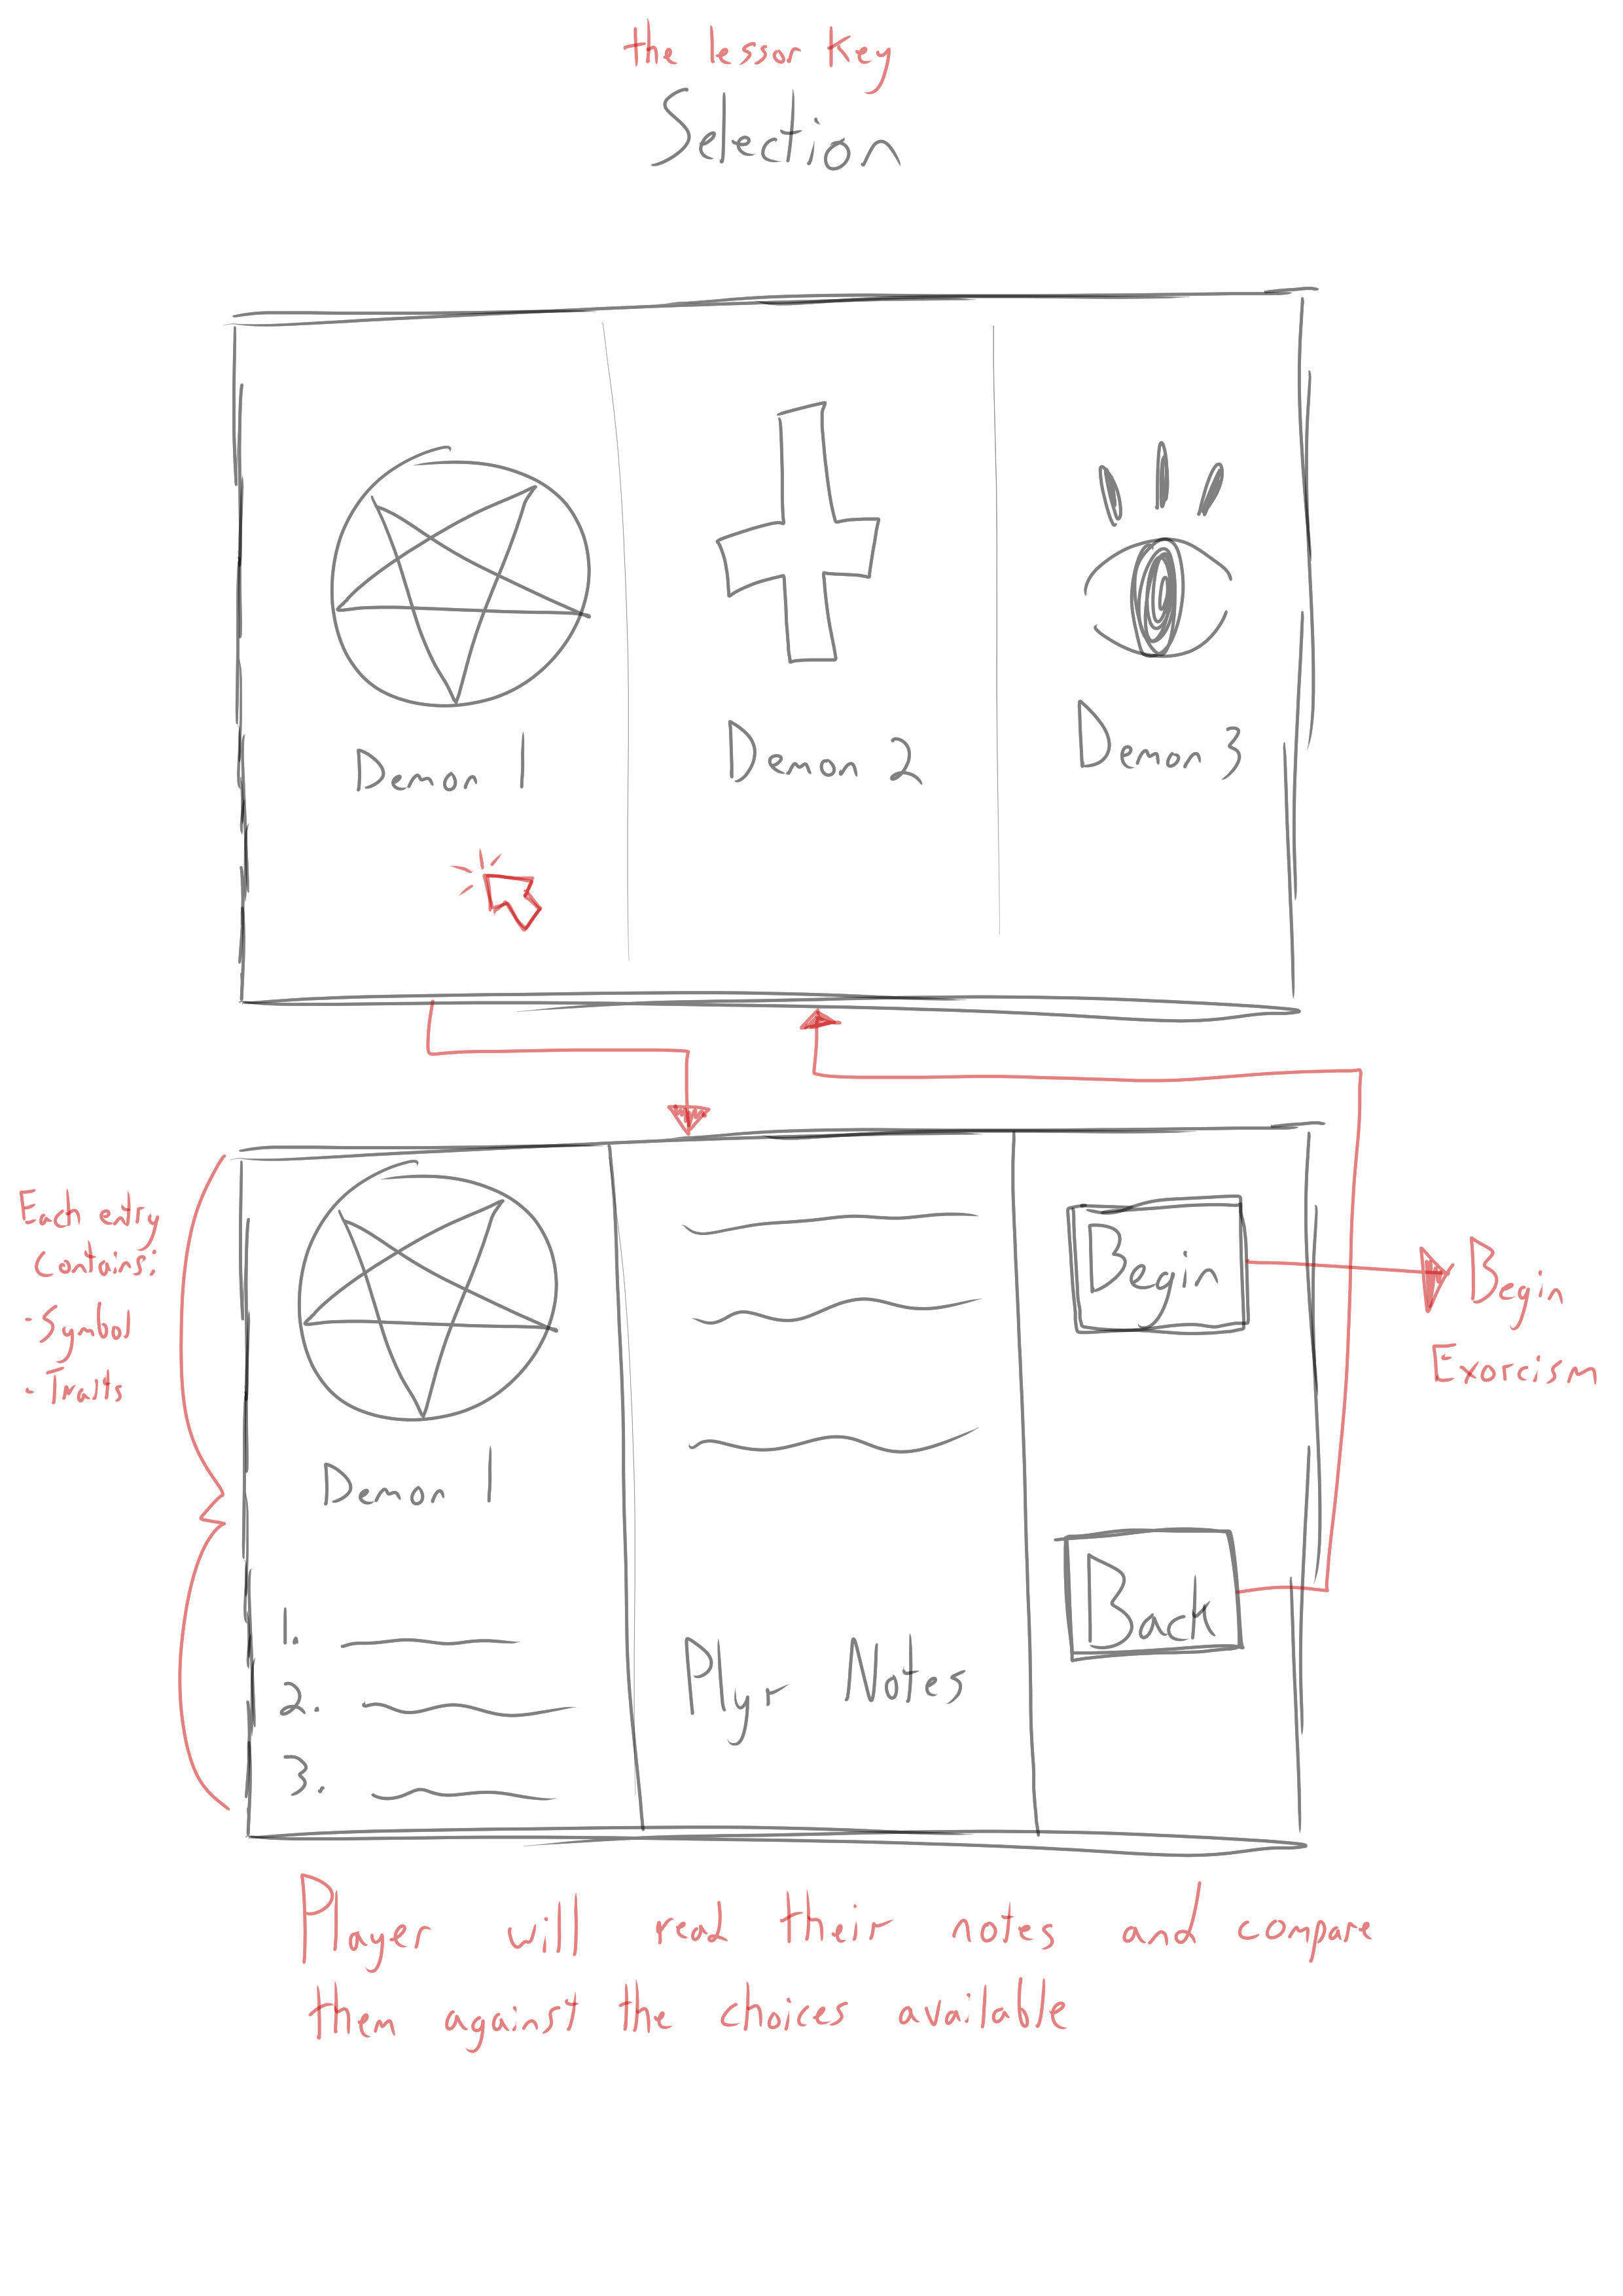 the lessor Key
Selection
Demon 1
Demon 2
Demon 3
Each entry
contains:
- Symbol
- Traits
Demon 1
1.
2.
3.
Plyr Notes
Begin
Back
Begin
Exorcism
Player will read their notes and compare
them against the choices available